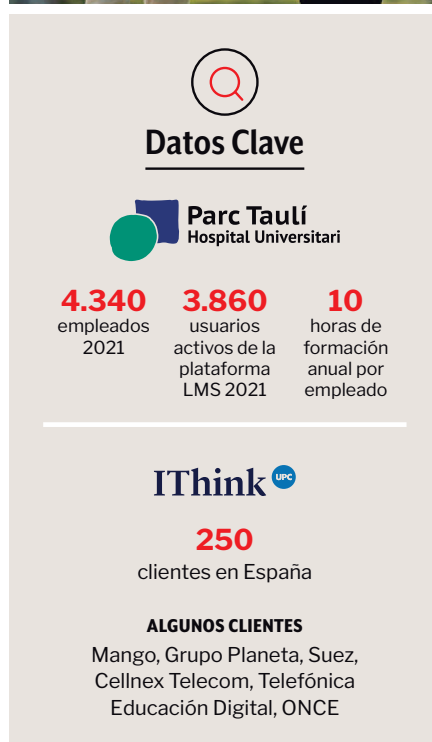 Datos Clave
Parc Taulí
Hospital Universitari
4.340
empleados
2021
3.860
usuarios
activos de la
plataforma
LMS 2021
10
horas de
formación
anual por
empleado
IThink UPC
250
clientes en España
ALGUNOS CLIENTES
Mango, Grupo Planeta, Suez,
Cellnex Telecom, Telefónica
Educación Digital, ONCE